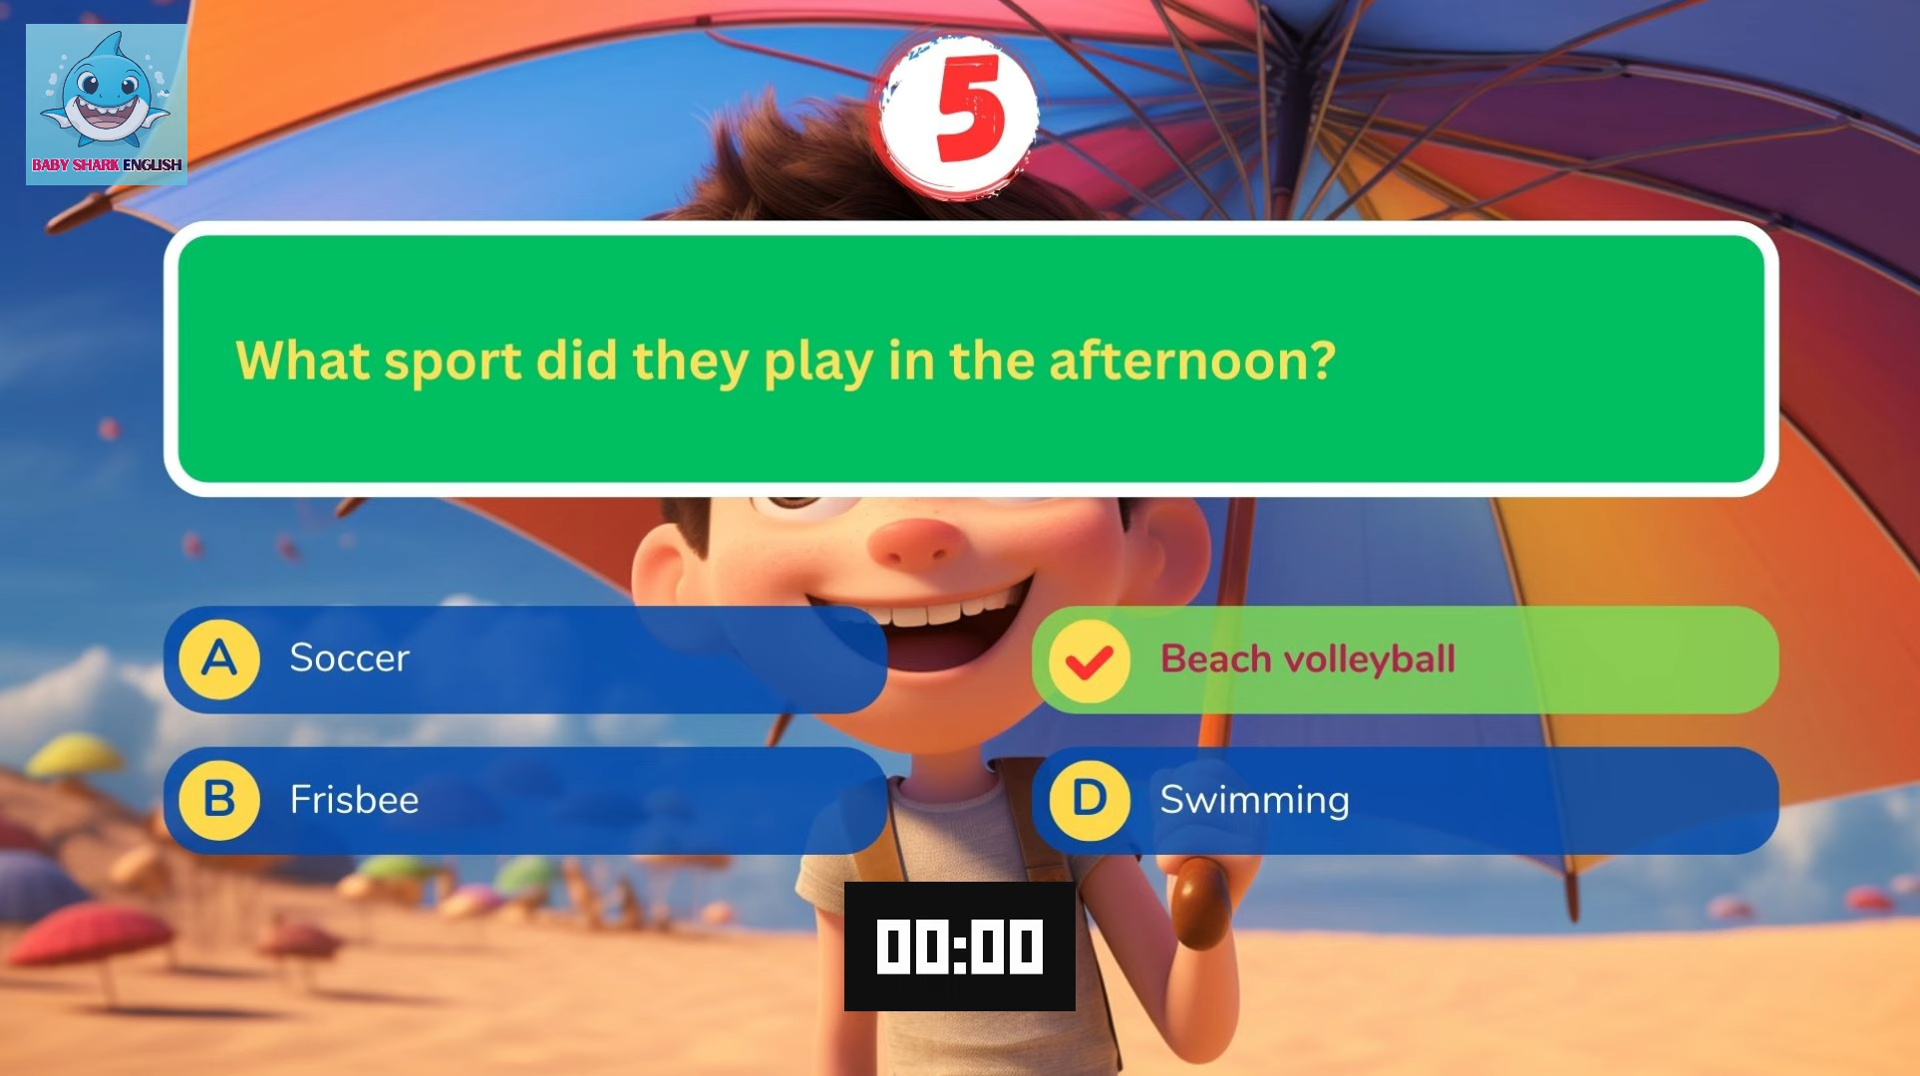 BABY SHARK ENGLISH
5
What sport did they play in the afternoon?
A Soccer
Beach volleyball
B Frisbee
D Swimming
00:00